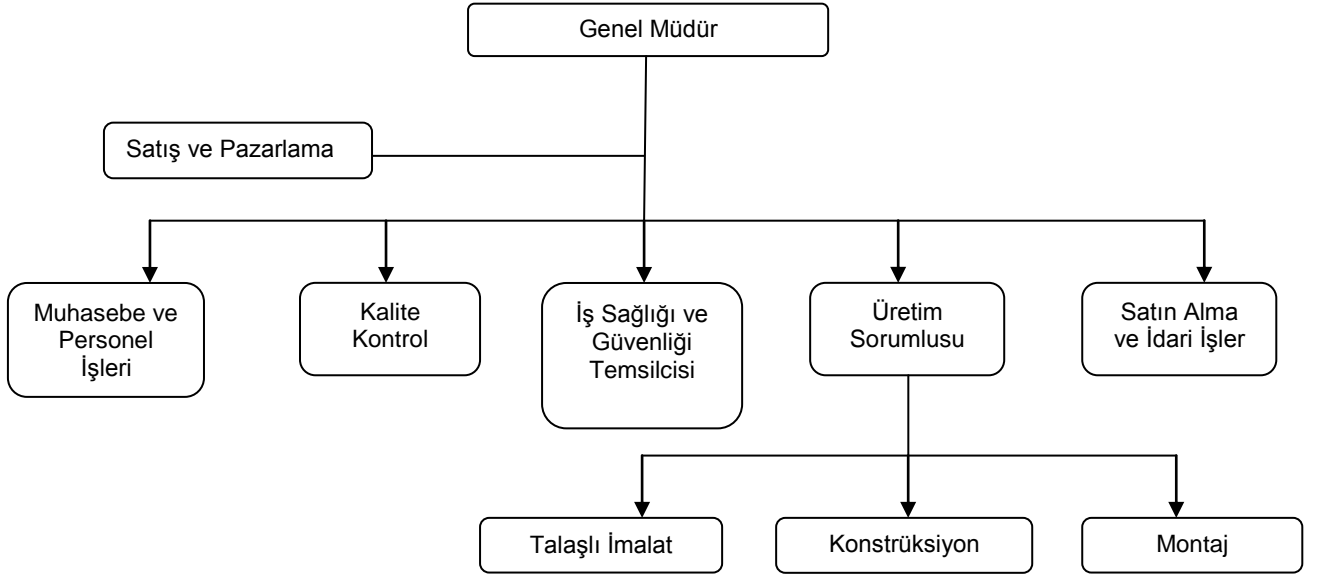 Genel Müdür
Satış ve Pazarlama
Muhasebe ve
Personel
İşleri
Kalite
Kontrol
İş Sağlığı ve
Güvenliği
Temsilcisi
Üretim
Sorumlusu
Satın Alma
ve İdari İşler
Talaşlı İmalat
Konstrüksiyon
Montaj